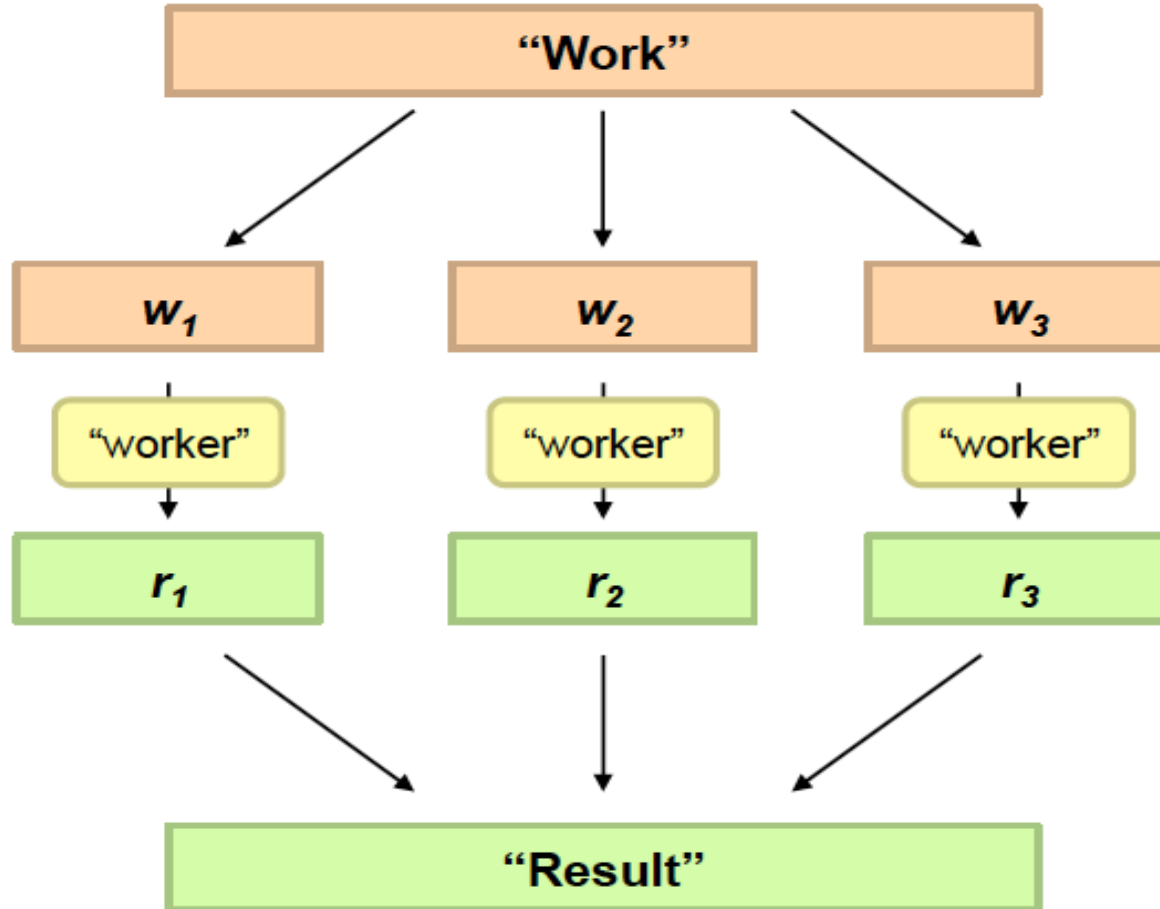 “Work”
w₁ w₂ w₃
“worker” “worker” “worker”
r₁ r₂ r₃
“Result”